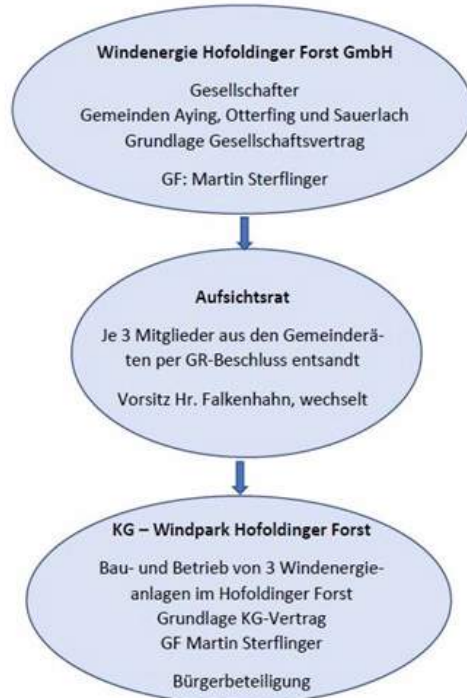 Windenergie Hofoldinger Forst GmbH
Gesellschafter
Gemeinden Aying, Otterfing und Sauerlach
Grundlage Gesellschaftsvertrag
GF: Martin Sterflinger
Aufsichtsrat
Je 3 Mitglieder aus den Gemeinderä-
ten per GR-Beschluss entsandt
Vorsitz Hr. Falkenhahn, wechselt
KG – Windpark Hofoldinger Forst
Bau- und Betrieb von 3 Windenergie-
anlagen im Hofoldinger Forst
Grundlage KG-Vertrag
GF Martin Sterflinger
Bürgerbeteiligung